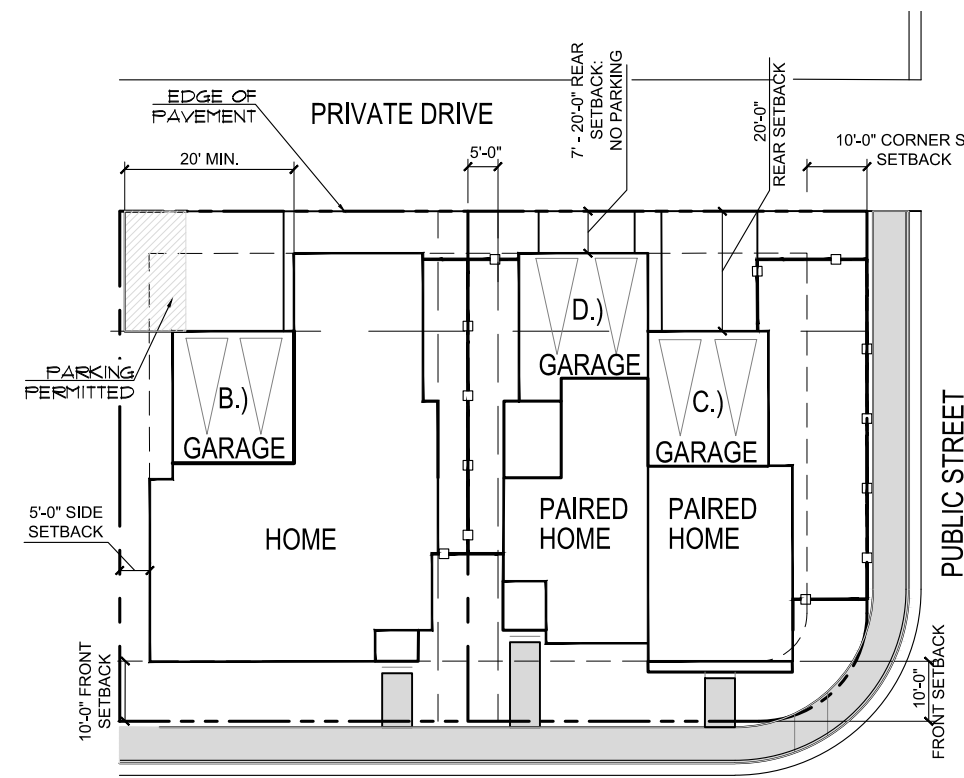 EDGE OF
PAVEMENT
PRIVATE DRIVE
7' - 20'-0" REAR
SETBACK:
NO PARKING
20'-0"
REAR SETBACK
10'-0" CORNER S
SETBACK
20' MIN.
5'-0"
PARKING
PERMITTED
B.)
GARAGE
D.)
GARAGE
C.)
GARAGE
5'-0" SIDE
SETBACK
HOME
PAIRED
HOME
PAIRED
HOME
PUBLIC STREET
10'-0" FRONT
SETBACK
10'-0"
FRONT SETBACK